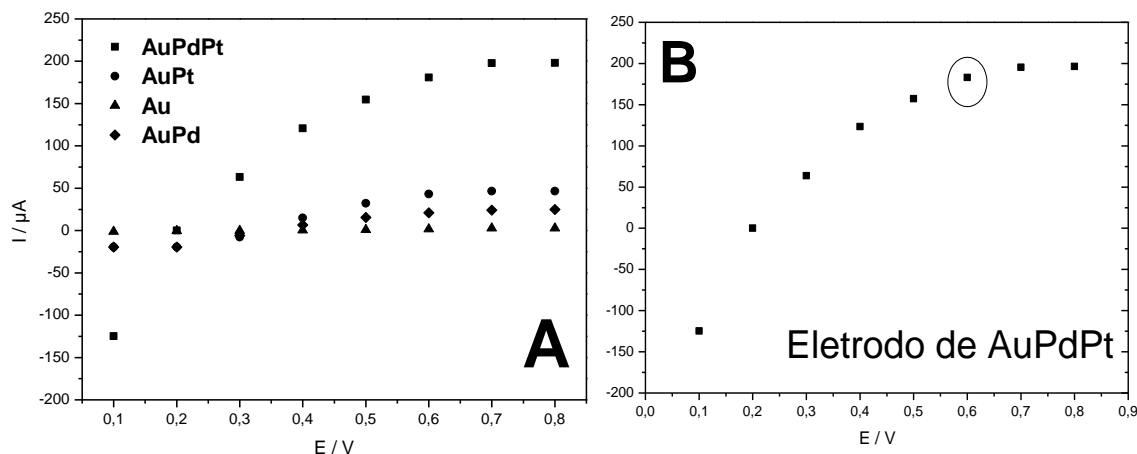 AuPdPt
AuPt
Au
AuPd
A
I / µA
250
200
150
100
50
0
-50
-100
-150
-200
0,1 0,2 0,3 0,4 0,5 0,6 0,7 0,8
E / V
B
Eletrodo de AuPdPt
250
200
150
100
50
0
-50
-100
-150
-200
0,0 0,1 0,2 0,3 0,4 0,5 0,6 0,7 0,8 0,9
E / V